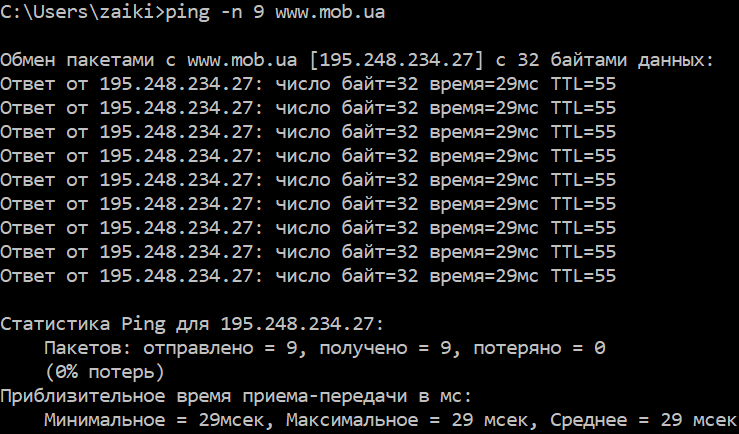 C:\Users\zaiki>ping -n 9 www.mob.ua
Обмен пакетами с www.mob.ua [195.248.234.27] с 32 байтами данных:
Ответ от 195.248.234.27: число байт=32 время=29мс TTL=55
Ответ от 195.248.234.27: число байт=32 время=29мс TTL=55
Ответ от 195.248.234.27: число байт=32 время=29мс TTL=55
Ответ от 195.248.234.27: число байт=32 время=29мс TTL=55
Ответ от 195.248.234.27: число байт=32 время=29мс TTL=55
Ответ от 195.248.234.27: число байт=32 время=29мс TTL=55
Ответ от 195.248.234.27: число байт=32 время=29мс TTL=55
Ответ от 195.248.234.27: число байт=32 время=29мс TTL=55
Ответ от 195.248.234.27: число байт=32 время=29мс TTL=55
Статистика Ping для 195.248.234.27:
Пакетов: отправлено = 9, получено = 9, потеряно = 0
(0% потерь)
Приблизительное время приема-передачи в мс:
Минимальное = 29мсек, Максимальное = 29 мсек, Среднее = 29 мсек